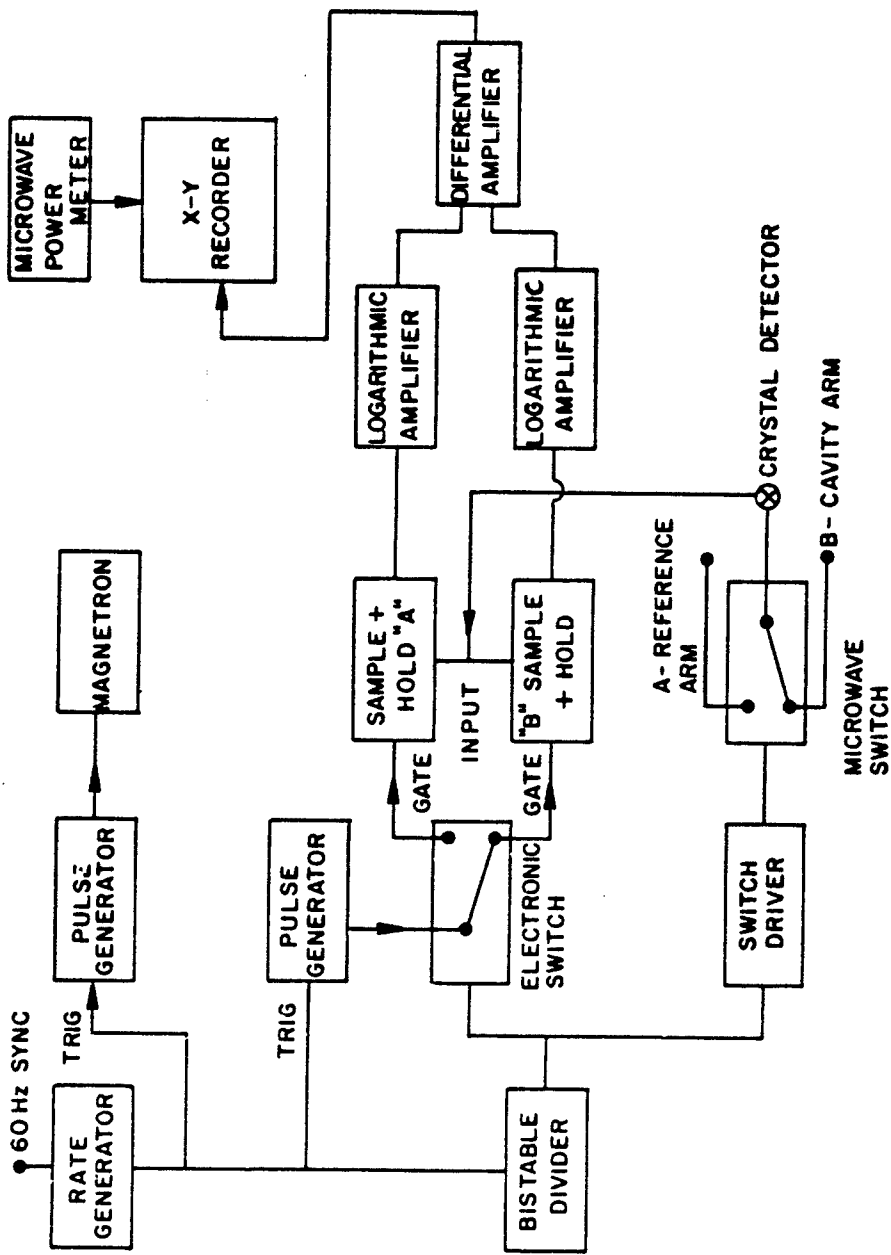 60Hz SYNC
RATE
GENERATOR
TRIG
PULSE
GENERATOR
MAGNETRON
MICROWAVE
POWER
METER
X-Y
RECORDER
TRIG
PULSE
GENERATOR
ELECTRONIC
SWITCH
GATE
GATE
SAMPLE +
HOLD "A"
INPUT
"B" SAMPLE
+ HOLD
LOGARITHMIC
AMPLIFIER
LOGARITHMIC
AMPLIFIER
DIFFERENTIAL
AMPLIFIER
BISTABLE
DIVIDER
SWITCH
DRIVER
MICROWAVE
SWITCH
A-REFERENCE
ARM
B-CAVITY ARM
CRYSTAL DETECTOR